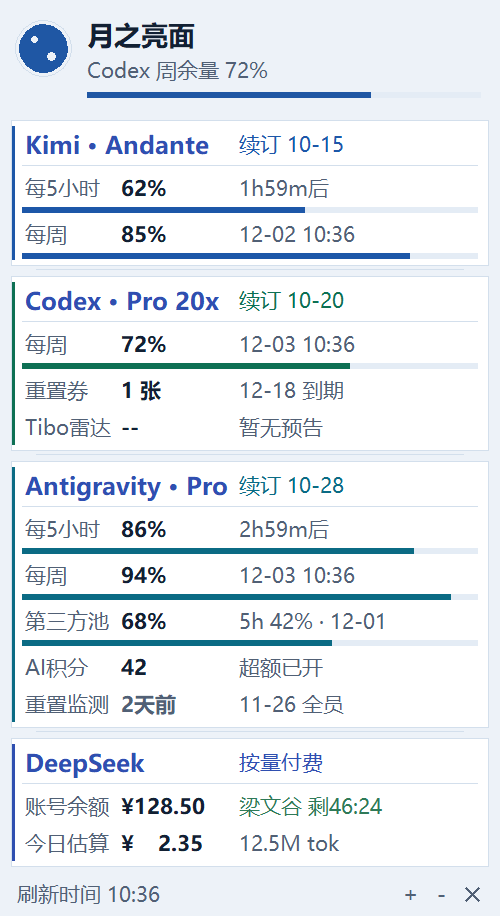 月之亮面
Codex 周余量 72%
Kimi • Andante 续订 10-15
每5小时 62% 1h59m后
每周 85% 12-02 10:36
Codex • Pro 20x 续订 10-20
每周 72% 12-03 10:36
重置券 1 张 12-18 到期
Tibo雷达 -- 暂无预告
Antigravity • Pro 续订 10-28
每5小时 86% 2h59m后
每周 94% 12-03 10:36
第三方池 68% 5h 42% · 12-01
AI积分 42 超额已开
重置监测 2天前 11-26 全员
DeepSeek 按量付费
账号余额 ¥128.50 梁文谷 剩46:24
今日估算 ¥ 2.35 12.5M tok
刷新时间 10:36 + - ×